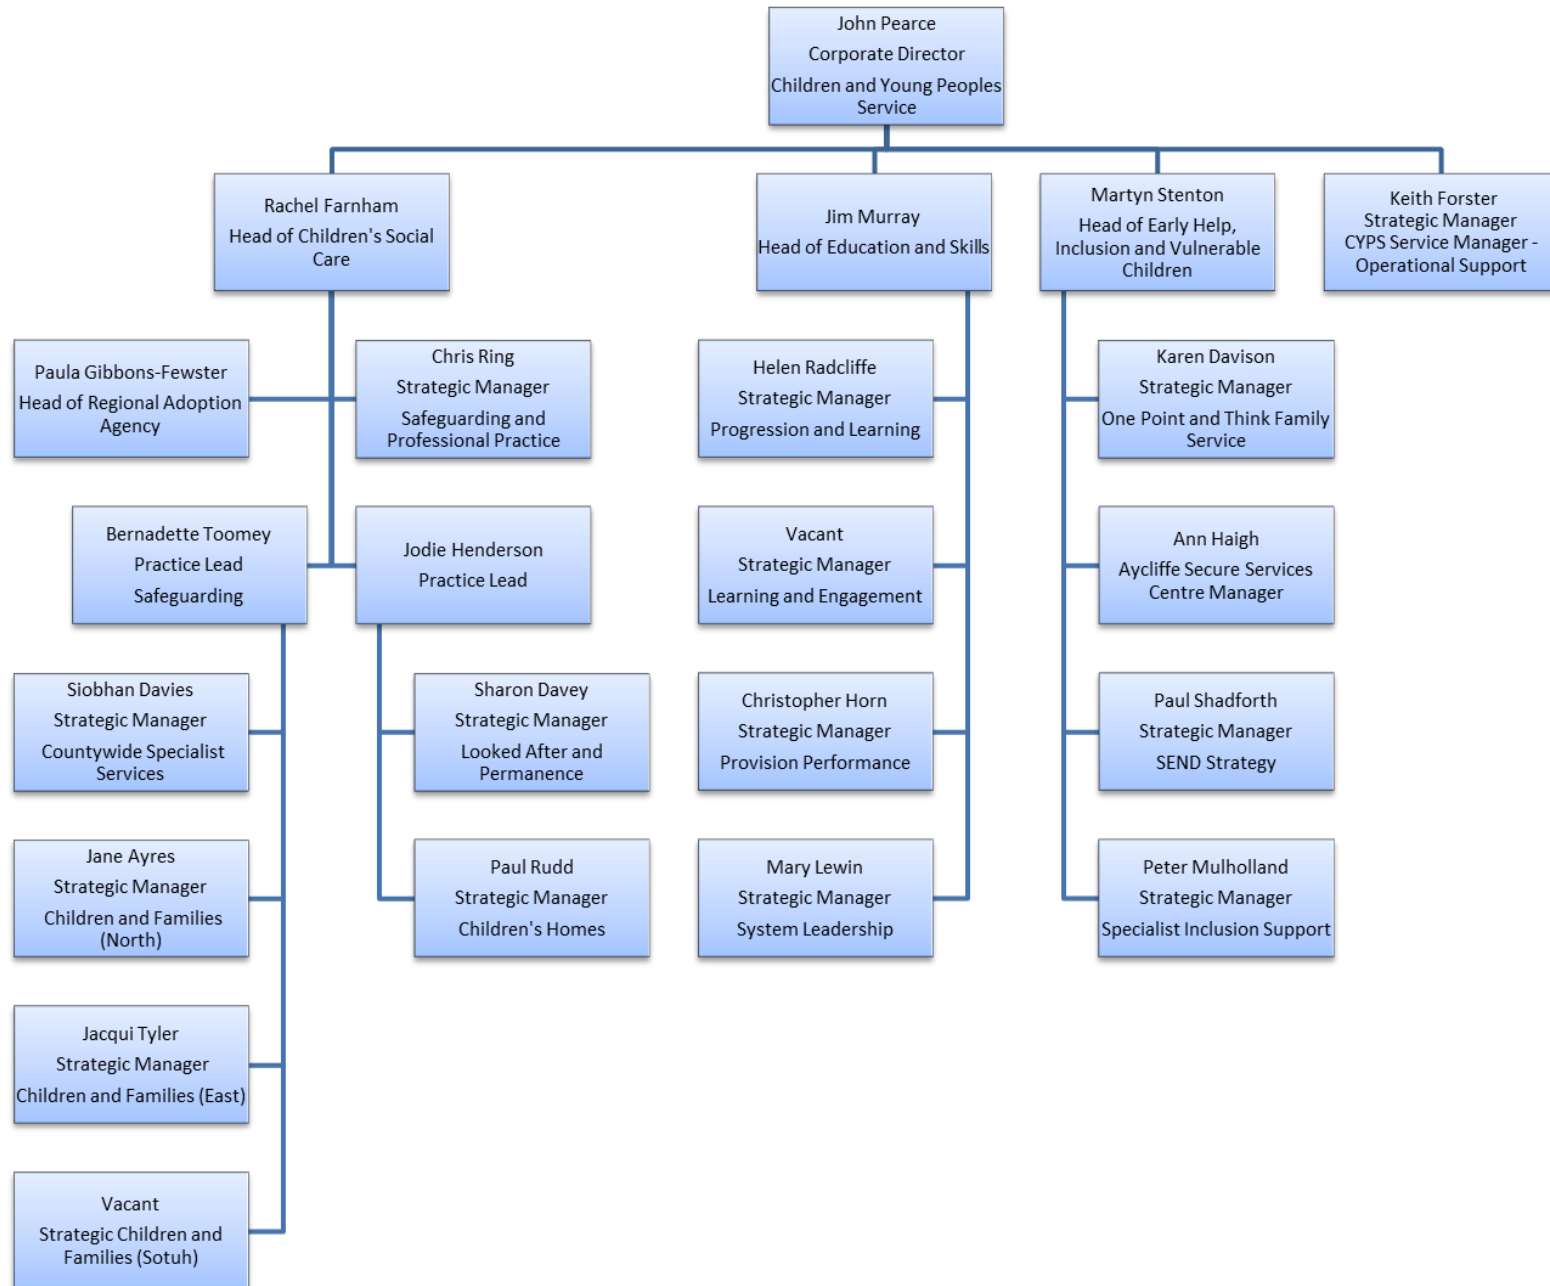 John Pearce
Corporate Director
Children and Young Peoples
Service
Rachel Farnham
Head of Children's Social
Care
Jim Murray
Head of Education and Skills
Martyn Stenton
Head of Early Help,
Inclusion and Vulnerable
Children
Keith Forster
Strategic Manager
CYPS Service Manager -
Operational Support
Paula Gibbons-Fewster
Head of Regional Adoption
Agency
Chris Ring
Strategic Manager
Safeguarding and
Professional Practice
Helen Radcliffe
Strategic Manager
Progression and Learning
Karen Davison
Strategic Manager
One Point and Think Family
Service
Bernadette Toomey
Practice Lead
Safeguarding
Jodie Henderson
Practice Lead
Vacant
Strategic Manager
Learning and Engagement
Ann Haigh
Aycliffe Secure Services
Centre Manager
Siobhan Davies
Strategic Manager
Countywide Specialist
Services
Sharon Davey
Strategic Manager
Looked After and
Permanence
Christopher Horn
Strategic Manager
Provision Performance
Paul Shadforth
Strategic Manager
SEND Strategy
Jane Ayres
Strategic Manager
Children and Families
(North)
Paul Rudd
Strategic Manager
Children's Homes
Mary Lewin
Strategic Manager
System Leadership
Peter Mulholland
Strategic Manager
Specialist Inclusion Support
Jacqui Tyler
Strategic Manager
Children and Families (East)
Vacant
Strategic Children and
Families (Sotuh)